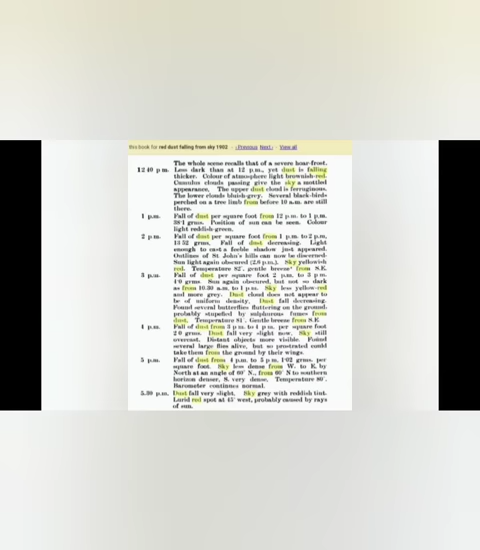 this book for red dust falling from sky 1902 - ‹ Previous Next › - View all
The whole scene recalls that of a severe hoar-frost.
12 40 p m. Less dark than at 12 p.m., yet dust is falling
thicker. Colour of atmosphere light brownish-red.
Cumulus clouds passing give the sky a mottled
appearance. The upper dust cloud is ferruginous.
The lower clouds bluish-grey. Several black-birds
perched on a tree limb from before 10 a.m. are still
there.
1 p.m. Fall of dust per square foot from 12 p m. to 1 p.m.
grms. Position of sun can be seen. Colour
light reddish-green.
2 p m. Fall of dust per square foot from 1 p.m. to 2 p.m,
13 52 grms. Fall of dust decreasing. Light
enough to cast a feeble shadow just appeared.
Outlines of St. John's hills can now be discerned.
Sun light again obscured (2.8 p.m.). Sky yellowish
red. Temperature 82°, gentle breeze from S.E.
3 p.m. Fall of dust per square foot 2 p.m. to 3 p m.
1·0 grms. Sun again obscured, but not so dark
as from 10.30 a.m. to 1 p.m. Sky less yellow-red
and more grey. Dust cloud does not appear to
be of uniform density. Dust fall decreasing.
Found several butterflies fluttering on the ground,
probably stupefied by sulphurous fumes from
dust. Temperature 81°. Gentle breeze from S.E.
p.m. Fall of dust from 3 p m. to 4 p m. per square foot
2 0 grms. Dust fall very slight now. Sky still
overcast. Distant objects more visible. Found
several large flies alive, but so prostrated could
take them from the ground by their wings.
5 p.m. Fall of dust from 4 p.m. to 5 p m, 1·02 grms. per
square foot. Sky less dense from W. to E. by
North at an angle of 60° N., from 60° N to southern
horizon denser, S. very dense, Temperature 80°.
Barometer continues normal.
5.30 p.m. Dust fall very slight. Sky grey with reddish tint.
Lurid red spot at 45° west, probably caused by rays
of sun.